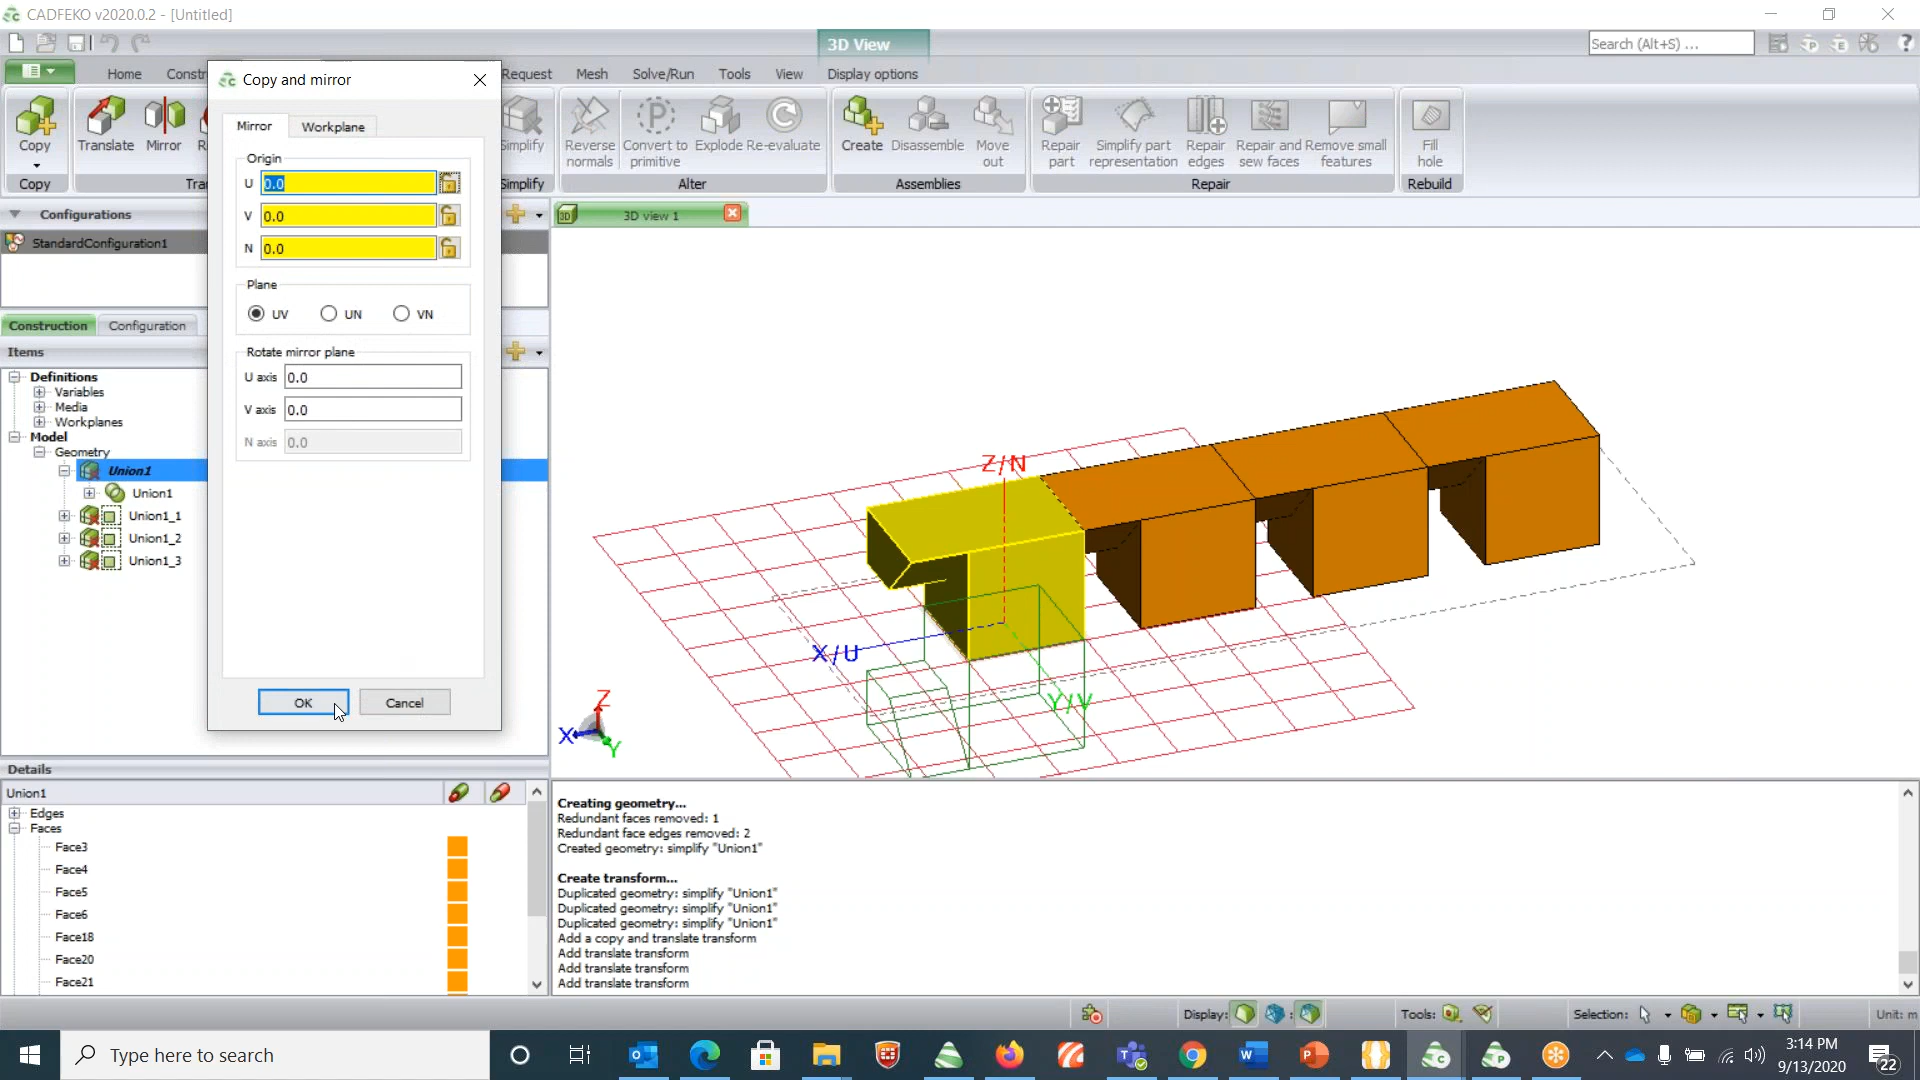 CADFEKO v2020.0.2 - [Untitled]
3D View
Search (Alt+S) ...
Home
Constr
Request
Mesh
Solve/Run
Tools
View
Display options
Copy
Translate
Mirror
R
Simplify
Reverse normals
Convert to primitive
Explode
Re-evaluate
Create
Disassemble
Move out
Repair part
Simplify part representation
Repair edges
Repair and sew faces
Remove small features
Fill hole
Copy
Trar
Simplify
Alter
Assemblies
Repair
Rebuild
Copy and mirror
Mirror
Workplane
Origin
U 0.0
V 0.0
N 0.0
Plane
UV
UN
VN
Rotate mirror plane
U axis 0.0
V axis 0.0
N axis 0.0
OK
Cancel
Configurations
StandardConfiguration1
Construction
Configuration
Items
Definitions
Variables
Media
Workplanes
Model
Geometry
Union1
Union1
Union1_1
Union1_2
Union1_3
Details
Union1
Edges
Faces
Face3
Face4
Face5
Face6
Face18
Face20
Face21
3D
3D view 1
Z/N
X/U
Y/V
Z
X
Y
Creating geometry...
Redundant faces removed: 1
Redundant face edges removed: 2
Created geometry: simplify "Union1"
Create transform...
Duplicated geometry: simplify "Union1"
Duplicated geometry: simplify "Union1"
Duplicated geometry: simplify "Union1"
Add a copy and translate transform
Add translate transform
Add translate transform
Add translate transform
Display:
Tools:
Selection:
Unit: m
Type here to search
3:14 PM
9/13/2020
22